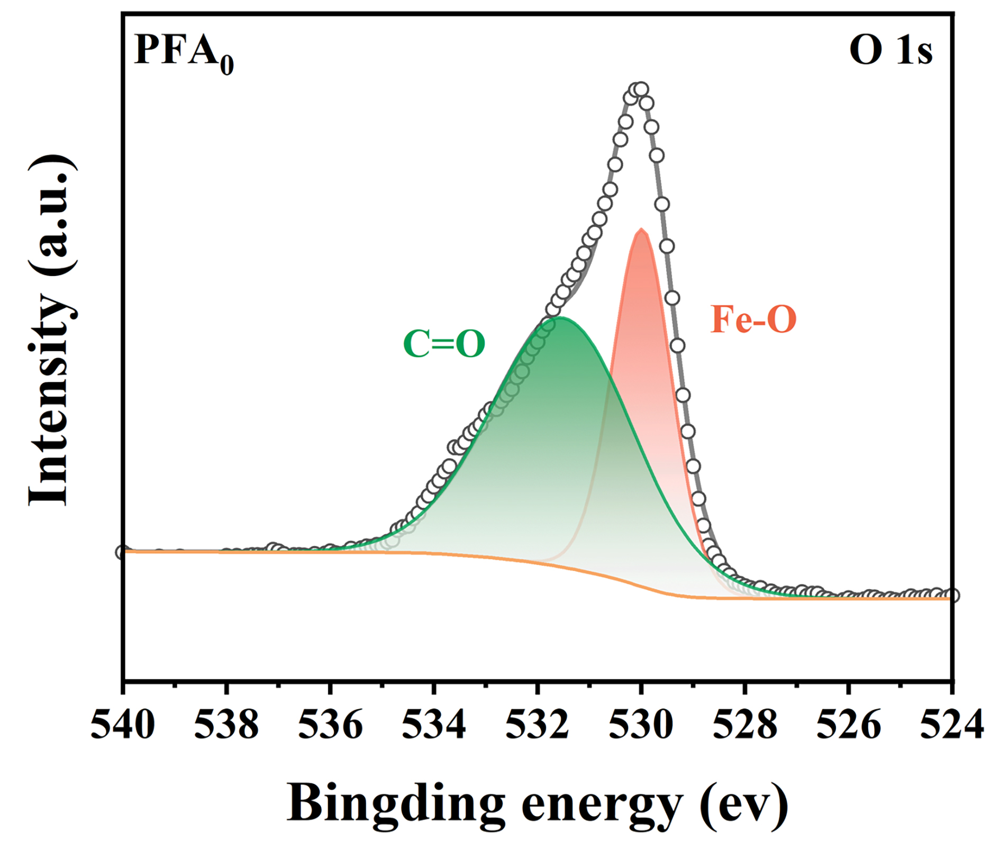 PFA₀
O 1s
Intensity (a.u.)
C=O
Fe-O
540 538 536 534 532 530 528 526 524
Bingding energy (ev)